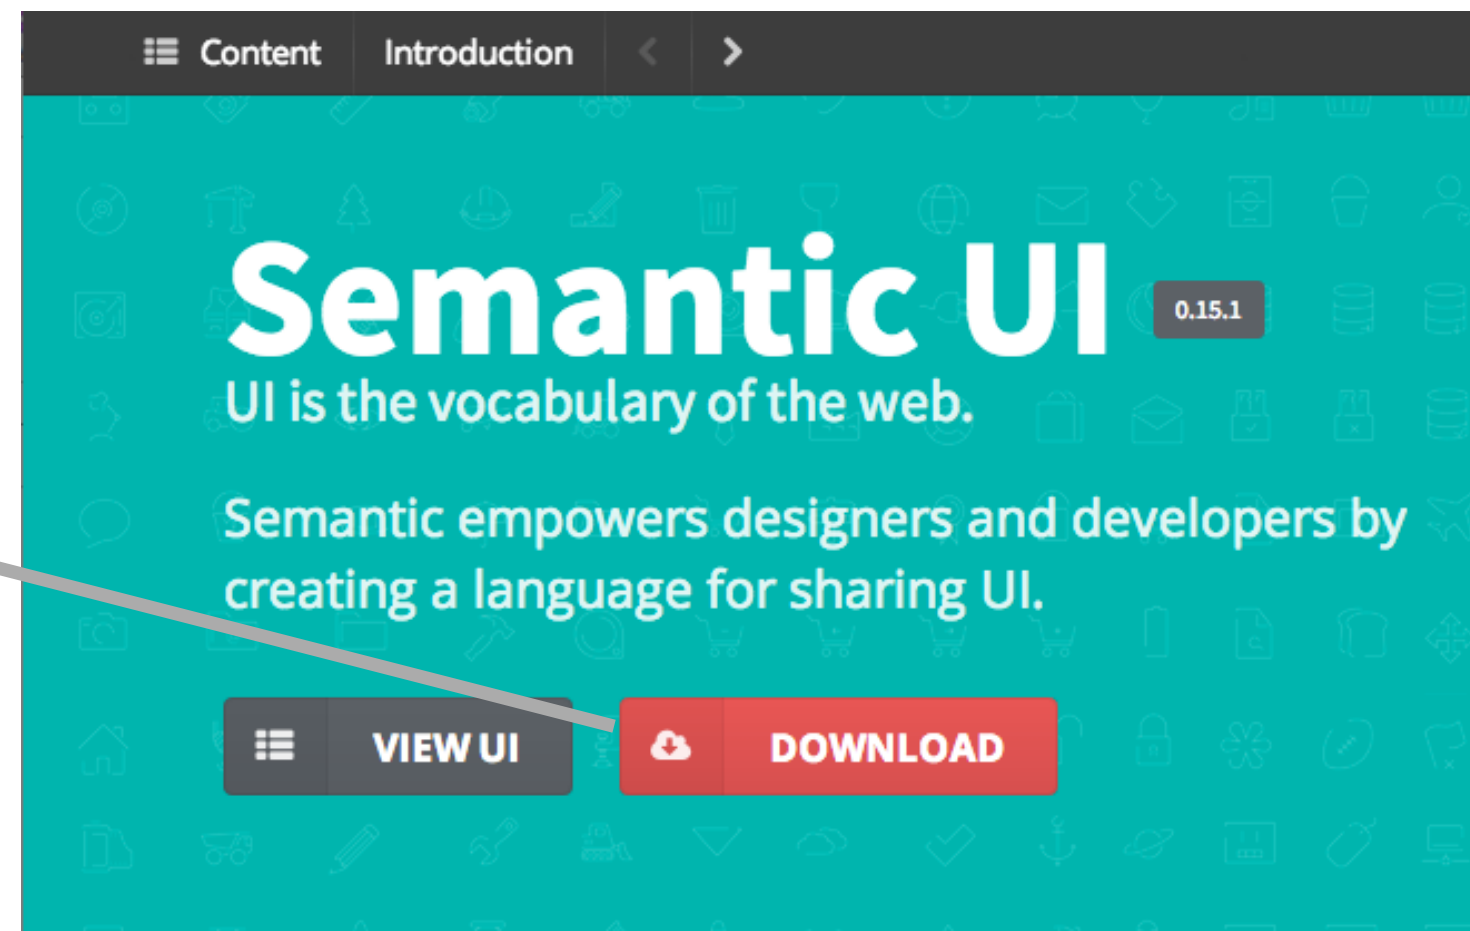 Content Introduction
Semantic UI 0.15.1
UI is the vocabulary of the web.
Semantic empowers designers and developers by
creating a language for sharing UI.
VIEW UI DOWNLOAD